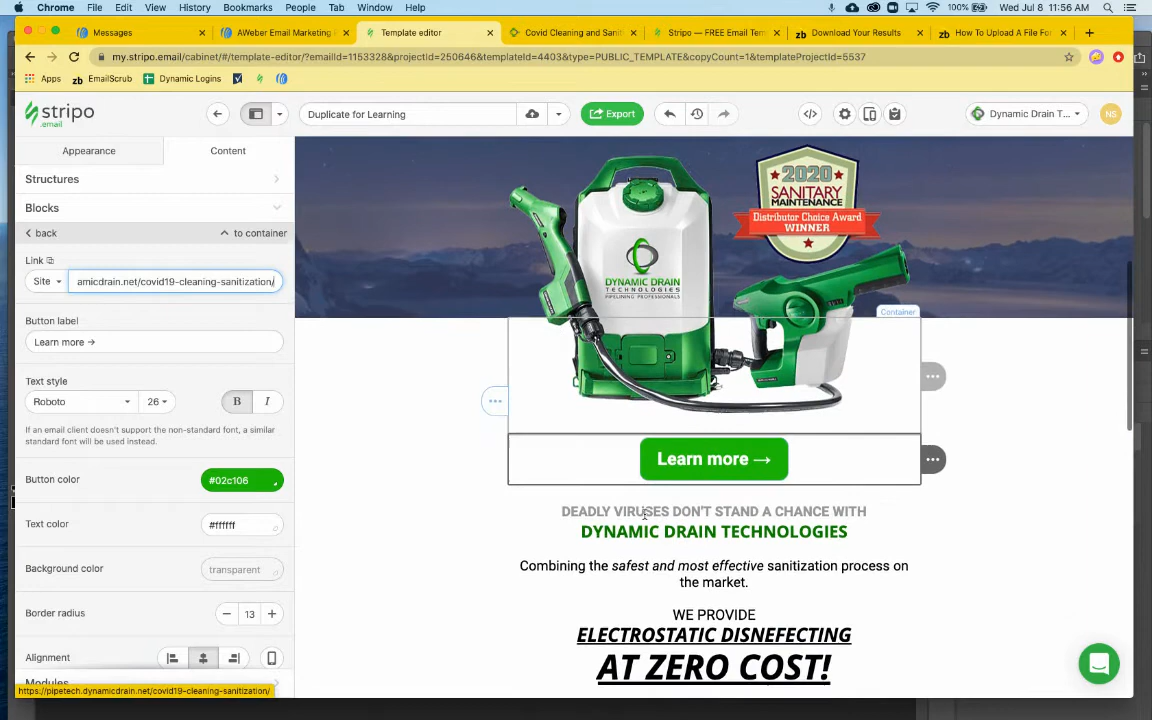 Chrome File Edit View History Bookmarks People Tab Window Help 100% Wed Jul 8 11:56 AM
Messages × AWeber Email Marketing × Template editor × Covid Cleaning and Sani × Stripo — FREE Email Tem × zb Download Your Results × zb How To Upload A File For ×
my.stripo.email/cabinet/#/template-editor/?emailId=1153328&projectId=250646&templateId=4403&type=PUBLIC_TEMPLATE&copyCount=1&templateProjectId=5537
Apps zb EmailScrub Dynamic Logins
stripo .email Duplicate for Learning Export </> Dynamic Drain T... NS
Appearance Content
Structures
Blocks
back to container
Link
Site amicdrain.net/covid19-cleaning-sanitization/
Button label
Learn more →
Text style
Roboto 26 B I
If an email client doesn't support the non-standard font, a similar
standard font will be used instead.
Button color #02c106
Text color #ffffff
Background color transparent
Border radius − 13 +
Alignment
Modules
https://pipetech.dynamicdrain.net/covid19-cleaning-sanitization/
2020
SANITARY
MAINTENANCE
Distributor Choice Award
WINNER
DYNAMIC DRAIN
TECHNOLOGIES
PIPELINING PROFESSIONALS
Container
Learn more →
DEADLY VIRUSES DON'T STAND A CHANCE WITH
DYNAMIC DRAIN TECHNOLOGIES
Combining the safest and most effective sanitization process on
the market.
WE PROVIDE
ELECTROSTATIC DISNEFECTING
AT ZERO COST!